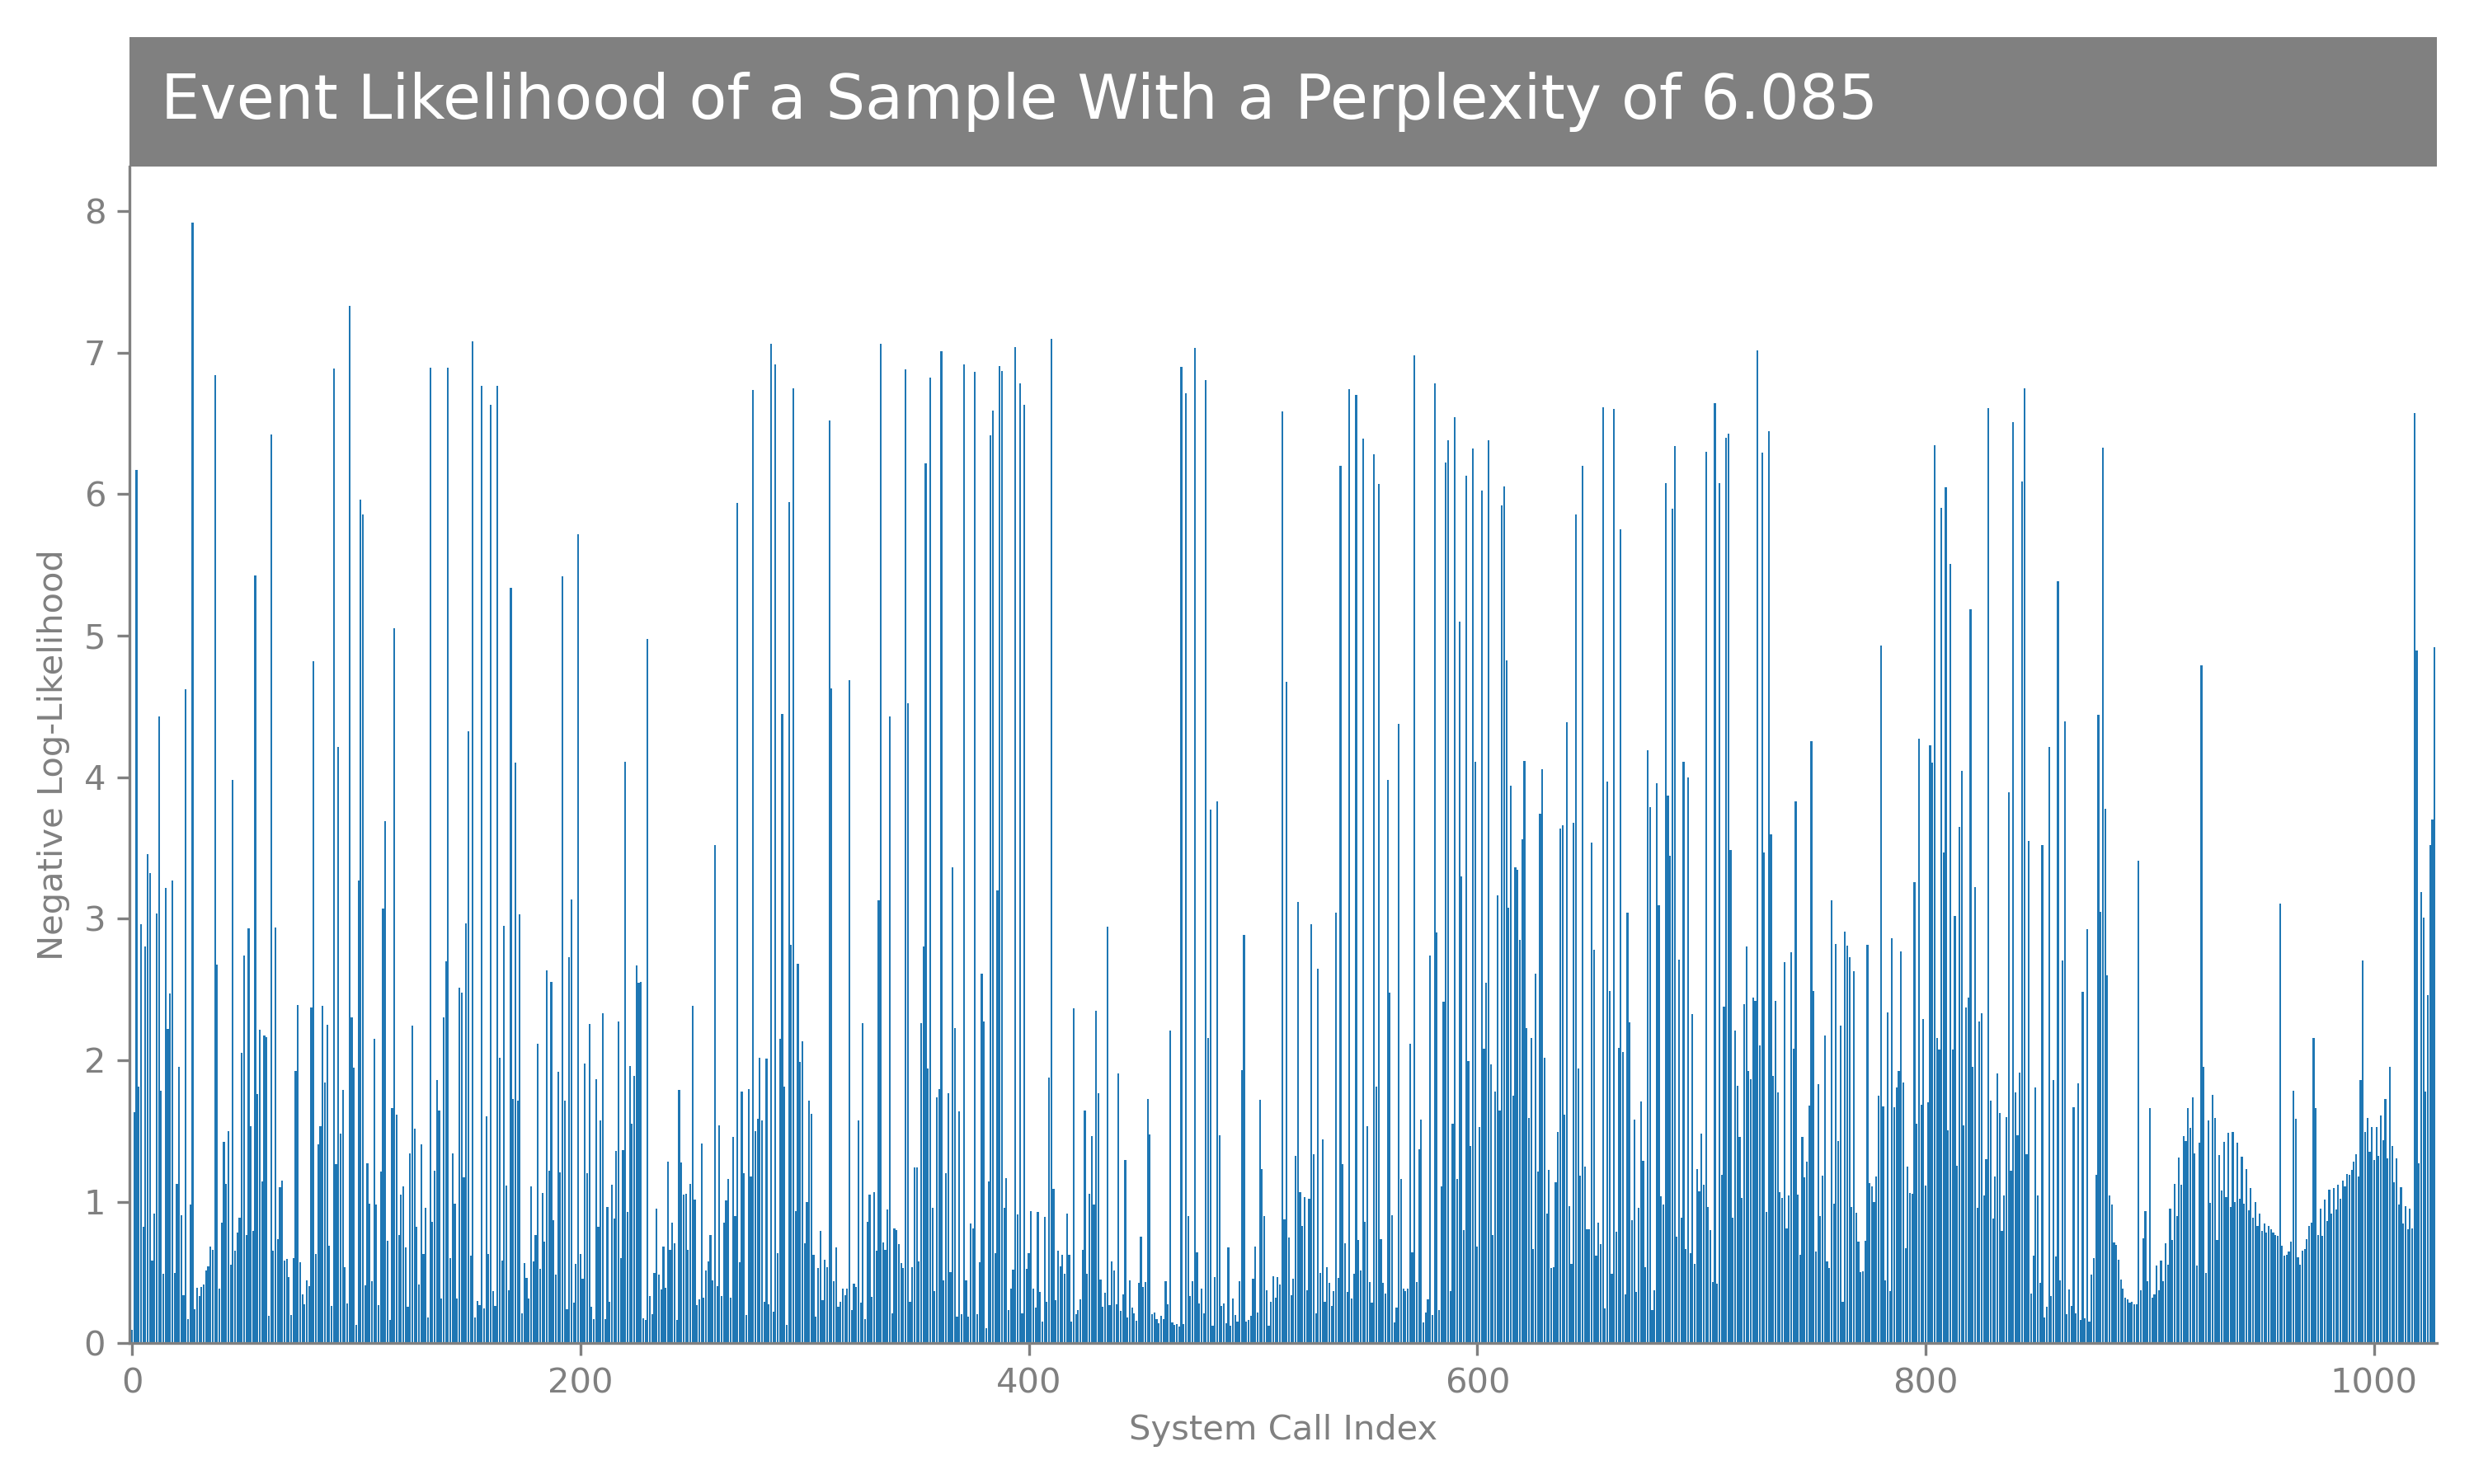 Event Likelihood of a Sample With a Perplexity of 6.085
8
7
6
5
4
3
2
1
0
Negative Log-Likelihood
0 200 400 600 800 1000
System Call Index